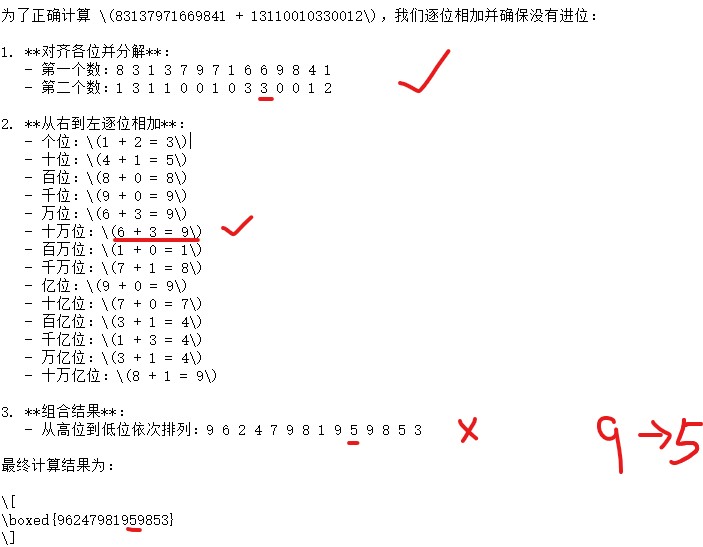 为了正确计算 \(83137971669841 + 13110010330012\)，我们逐位相加并确保没有进位：
1. **对齐各位并分解**：
- 第一个数：8 3 1 3 7 9 7 1 6 6 9 8 4 1
- 第二个数：1 3 1 1 0 0 1 0 3 3 0 0 1 2
2. **从右到左逐位相加**：
- 个位：\(1 + 2 = 3\)
- 十位：\(4 + 1 = 5\)
- 百位：\(8 + 0 = 8\)
- 千位：\(9 + 0 = 9\)
- 万位：\(6 + 3 = 9\)
- 十万位：\(6 + 3 = 9\)
- 百万位：\(1 + 0 = 1\)
- 千万位：\(7 + 1 = 8\)
- 亿位：\(9 + 0 = 9\)
- 十亿位：\(7 + 0 = 7\)
- 百亿位：\(3 + 1 = 4\)
- 千亿位：\(1 + 3 = 4\)
- 万亿位：\(3 + 1 = 4\)
- 十万亿位：\(8 + 1 = 9\)
3. **组合结果**：
- 从高位到低位依次排列：9 6 2 4 7 9 8 1 9 5 9 8 5 3
9→5
最终计算结果为：
\[
\boxed{96247981959853}
\]